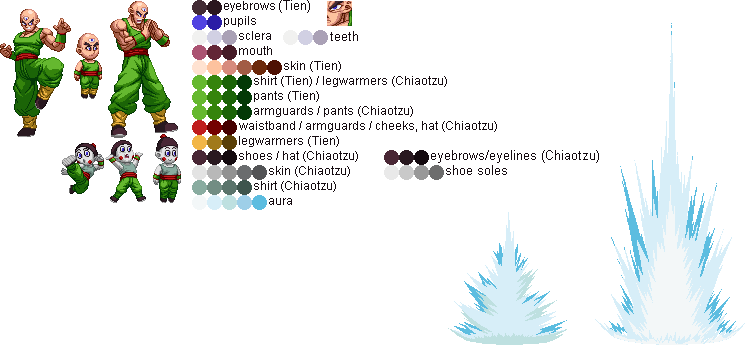 eyebrows (Tien)
pupils
sclera teeth
mouth
skin (Tien)
shirt (Tien) / legwarmers (Chiaotzu)
pants (Tien)
armguards / pants (Chiaotzu)
waistband / armguards / cheeks, hat (Chiaotzu)
legwarmers (Tien)
shoes / hat (Chiaotzu) eyebrows/eyelines (Chiaotzu)
skin (Chiaotzu) shoe soles
shirt (Chiaotzu)
aura